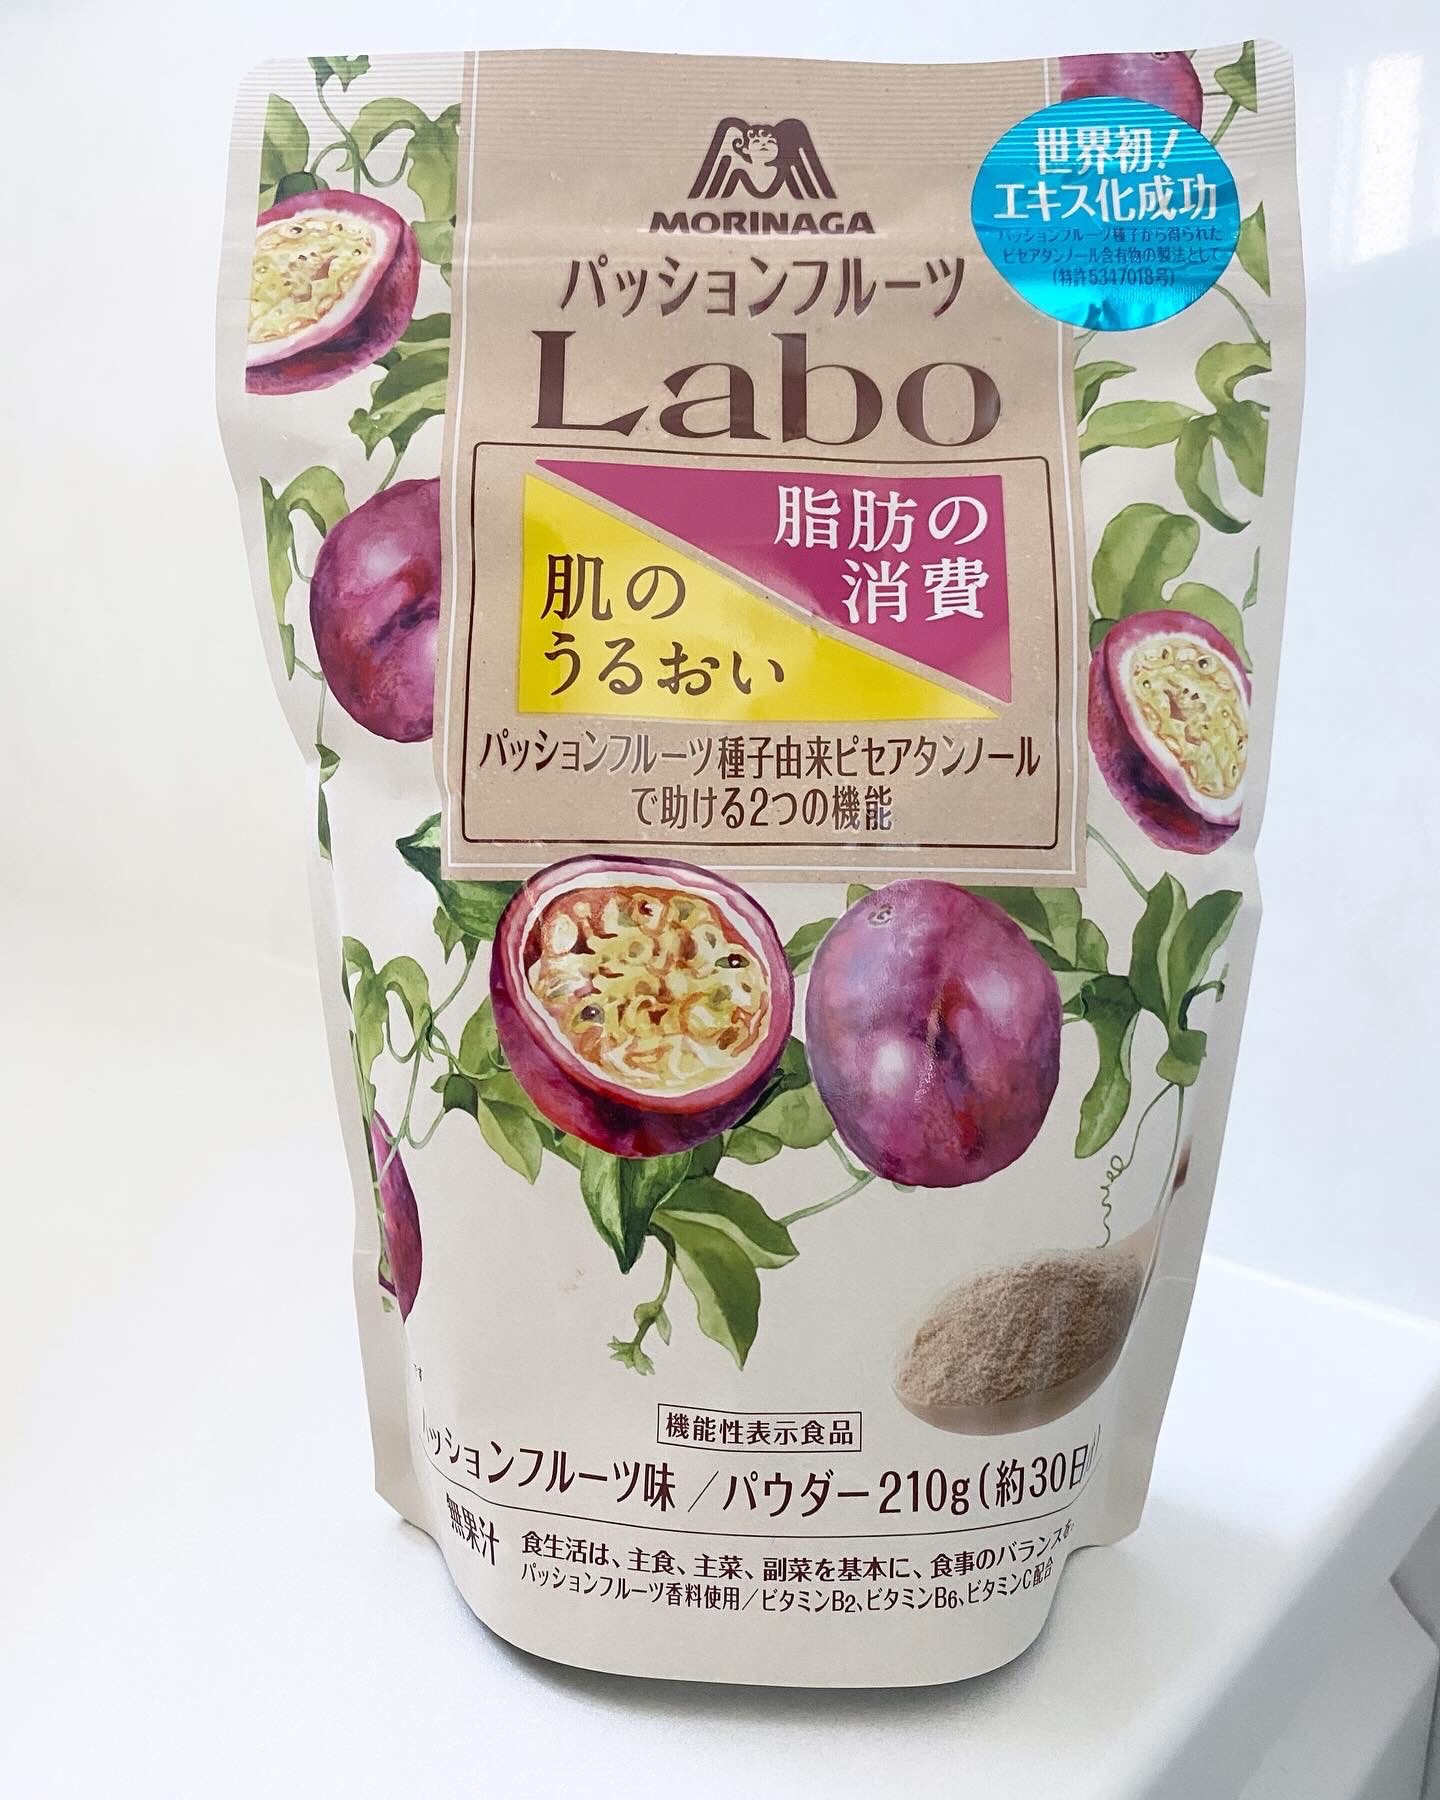 MORINAGA
パッションフルーツ
Labo
世界初!
エキス化成功
パッションフルーツ種子から得られた
ピセアタンノール含有物の製法として
(特許5347018号)
脂肪の
消費
肌の
うるおい
パッションフルーツ種子由来ピセアタンノール
で助ける2つの機能
です
機能性表示食品
パッションフルーツ味／パウダー210g(約30日
無果汁
食生活は、主食、主菜、副菜を基本に、食事のバランスを。
パッションフルーツ香料使用／ビタミンB2、ビタミンB6、ビタミンC配合